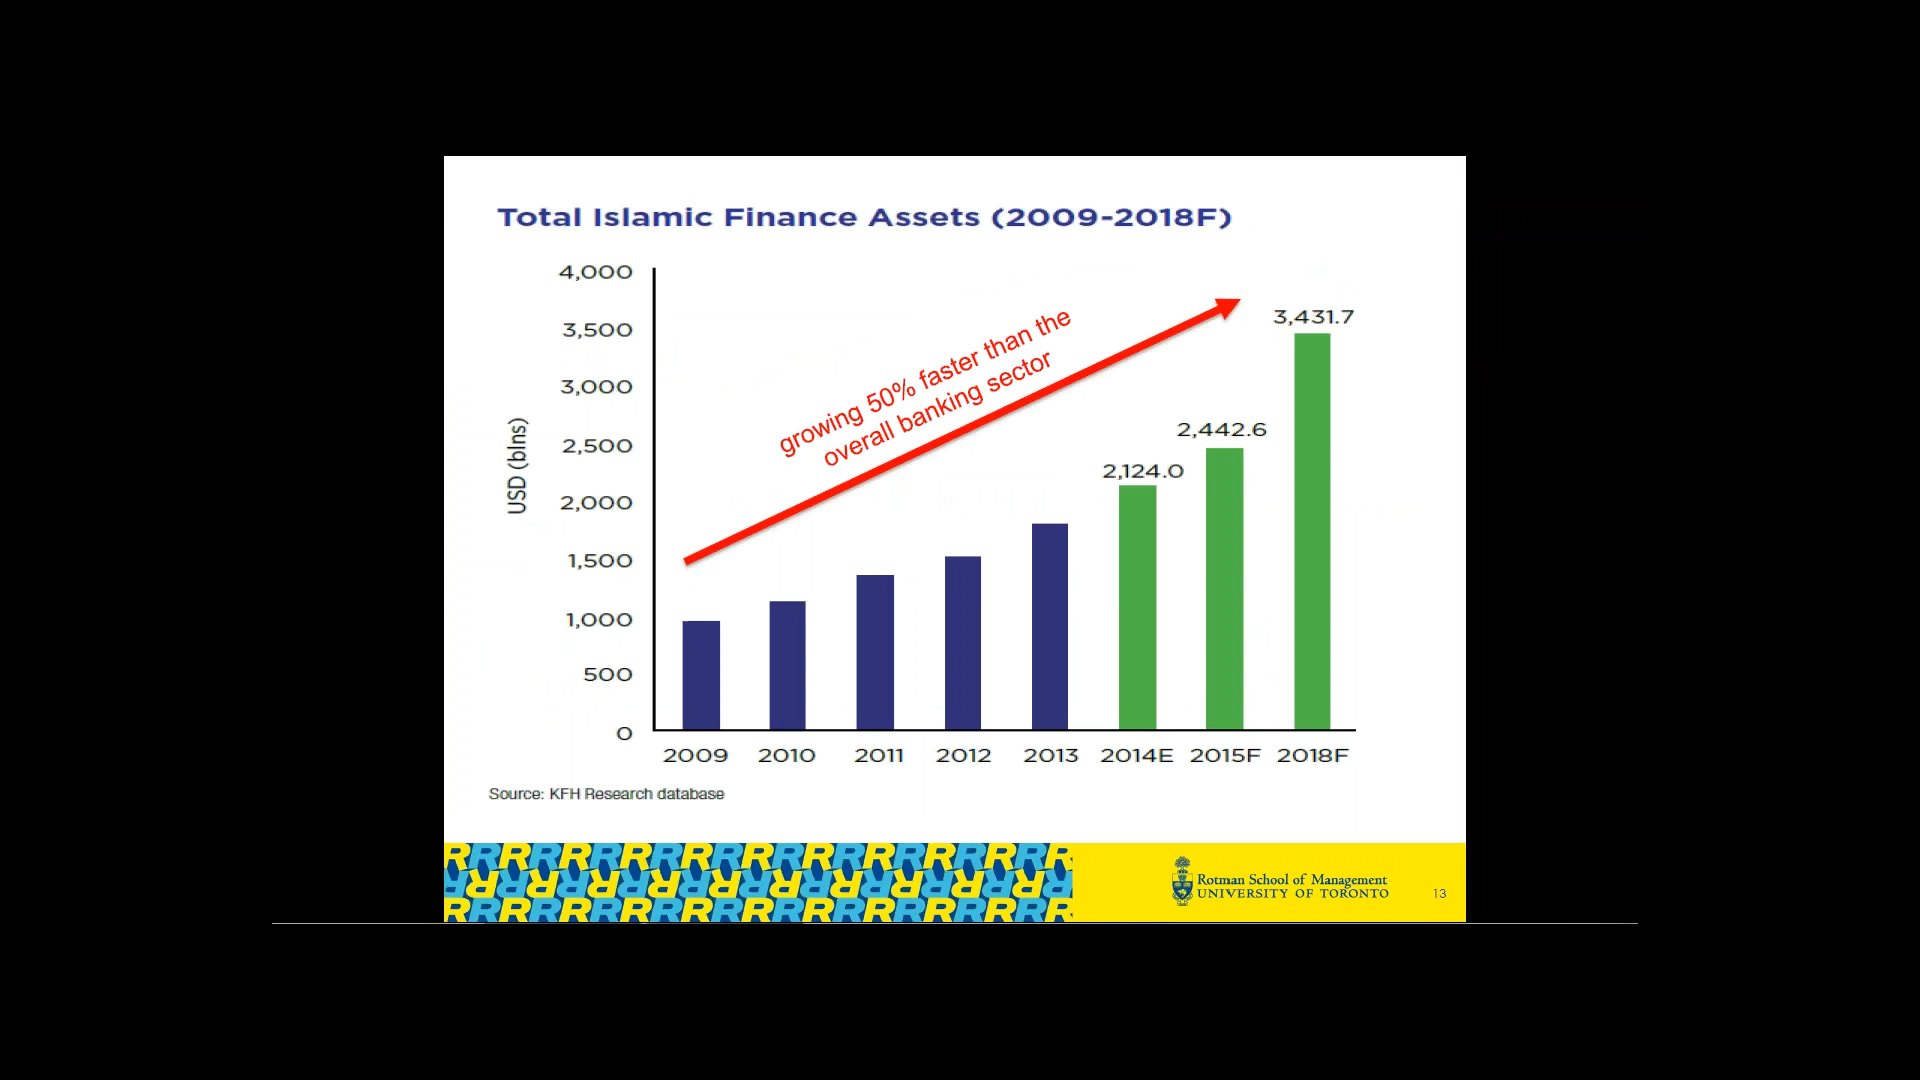 Total Islamic Finance Assets (2009-2018F)
USD (blns)
4,000
3,500
3,000
2,500
2,000
1,500
1,000
500
0
growing 50% faster than the
overall banking sector
2,124.0
2,442.6
3,431.7
2009 2010 2011 2012 2013 2014E 2015F 2018F
Source: KFH Research database
Rotman School of Management
UNIVERSITY OF TORONTO
13